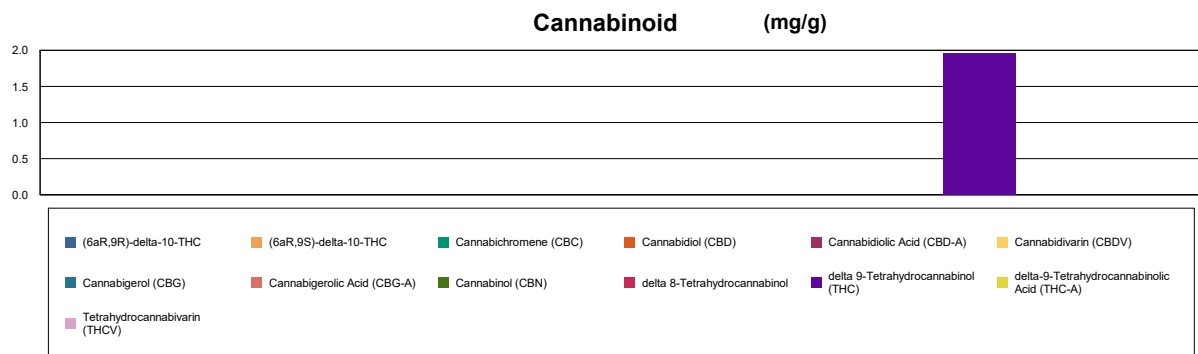 Cannabinoid (mg/g)
2.0
1.5
1.0
0.5
0.0
(6aR,9R)-delta-10-THC
(6aR,9S)-delta-10-THC
Cannabichromene (CBC)
Cannabidiol (CBD)
Cannabidiolic Acid (CBD-A)
Cannabidivarin (CBDV)
Cannabigerol (CBG)
Cannabigerolic Acid (CBG-A)
Cannabinol (CBN)
delta 8-Tetrahydrocannabinol
delta 9-Tetrahydrocannabinol
(THC)
delta-9-Tetrahydrocannabinolic
Acid (THC-A)
Tetrahydrocannabivarin
(THCV)